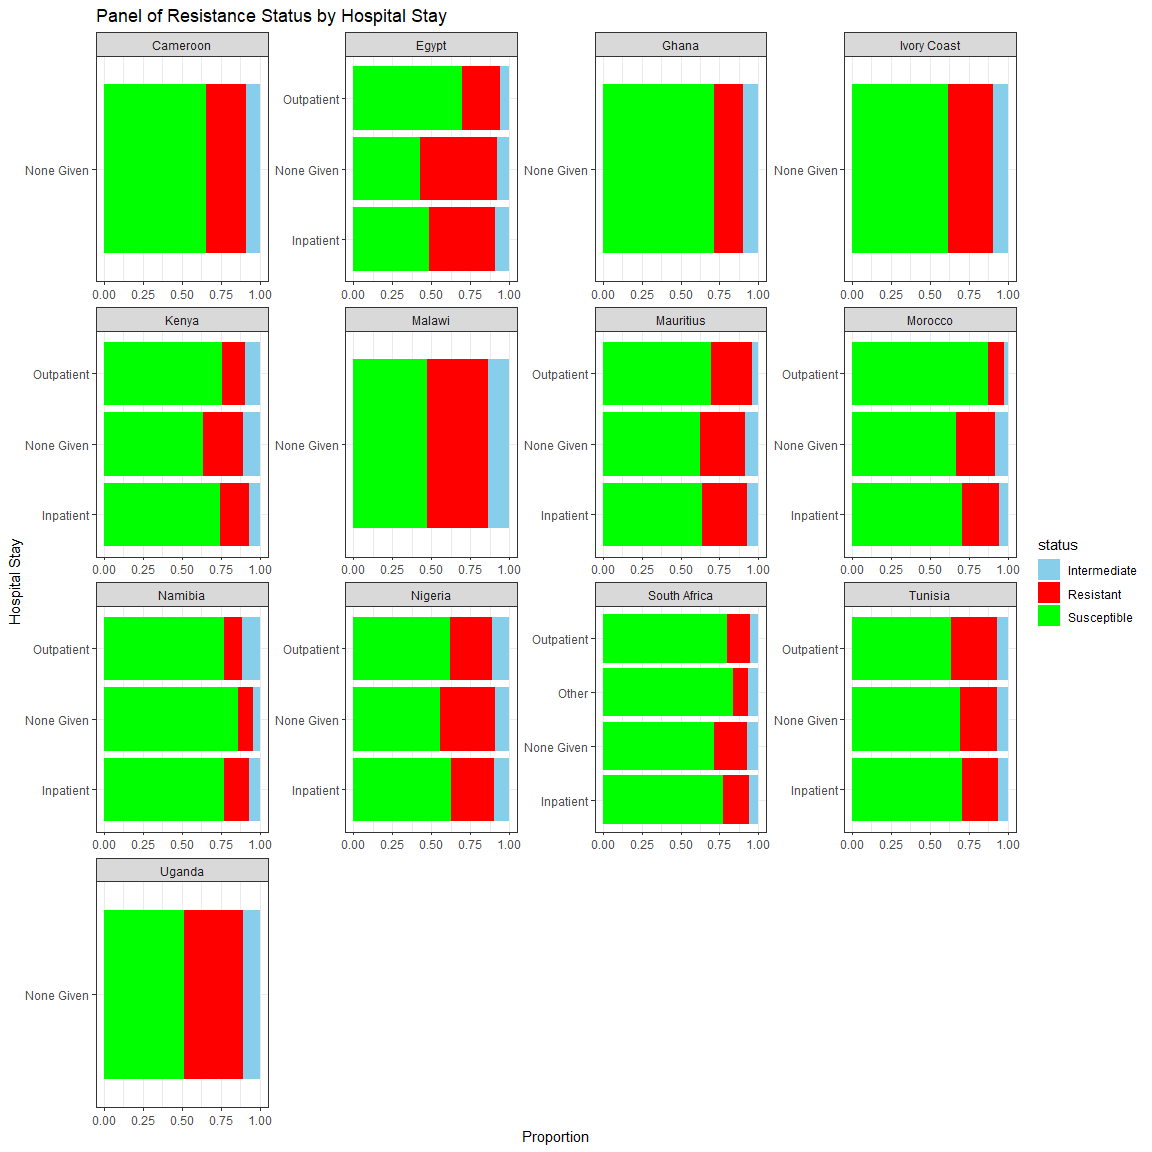 Panel of Resistance Status by Hospital Stay
Cameroon
Egypt
Ghana
Ivory Coast
None Given
0.00 0.25 0.50 0.75 1.00
Outpatient
None Given
Inpatient
0.00 0.25 0.50 0.75 1.00
None Given
0.00 0.25 0.50 0.75 1.00
None Given
0.00 0.25 0.50 0.75 1.00
Kenya
Malawi
Mauritius
Morocco
Outpatient
None Given
Inpatient
0.00 0.25 0.50 0.75 1.00
None Given
0.00 0.25 0.50 0.75 1.00
Outpatient
None Given
Inpatient
0.00 0.25 0.50 0.75 1.00
Outpatient
None Given
Inpatient
0.00 0.25 0.50 0.75 1.00
Namibia
Nigeria
South Africa
Tunisia
Outpatient
None Given
Inpatient
0.00 0.25 0.50 0.75 1.00
Outpatient
None Given
Inpatient
0.00 0.25 0.50 0.75 1.00
Outpatient
Other
None Given
Inpatient
0.00 0.25 0.50 0.75 1.00
Outpatient
None Given
Inpatient
0.00 0.25 0.50 0.75 1.00
Uganda
None Given
0.00 0.25 0.50 0.75 1.00
Hospital Stay
Proportion
status
Intermediate
Resistant
Susceptible